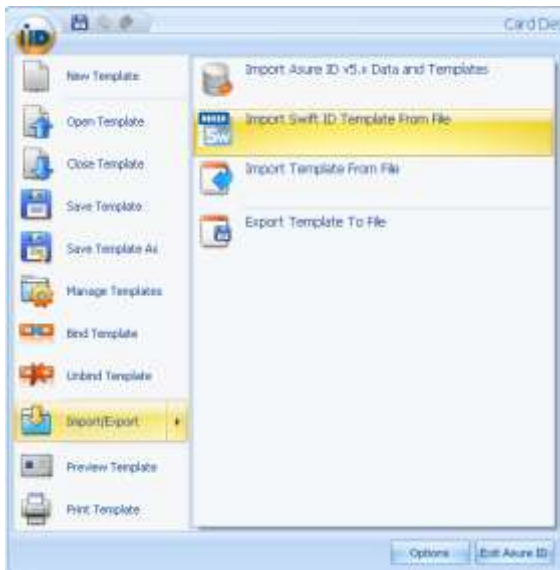 iID
Card De
New Template
Open Template
Close Template
Save Template
Save Template As
Manage Templates
Bind Template
Unbind Template
Import/Export
Preview Template
Print Template
Import Asure ID v5.x Data and Templates
Import Swift ID Template From File
Import Template From File
Export Template To File
Options
Exit Asure ID